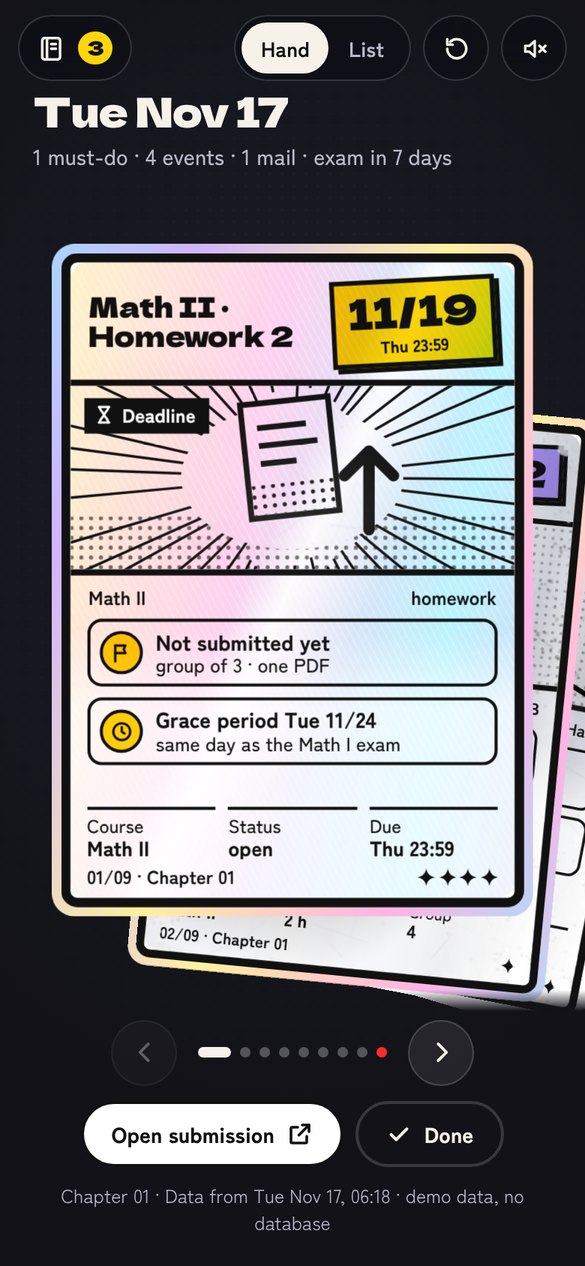 3
Hand
List
Tue Nov 17
1 must-do · 4 events · 1 mail · exam in 7 days
Math II ·
Homework 2
11/19
Thu 23:59
Deadline
2
Math II
homework
Not submitted yet
group of 3 · one PDF
Grace period Tue 11/24
same day as the Math I exam
Course
Status
Due
Math II
open
Thu 23:59
01/09 · Chapter 01
✦✦✦✦
2 h
Group
4
02/09 · Chapter 01
✦
Open submission
Done
Chapter 01 · Data from Tue Nov 17, 06:18 · demo data, no
database